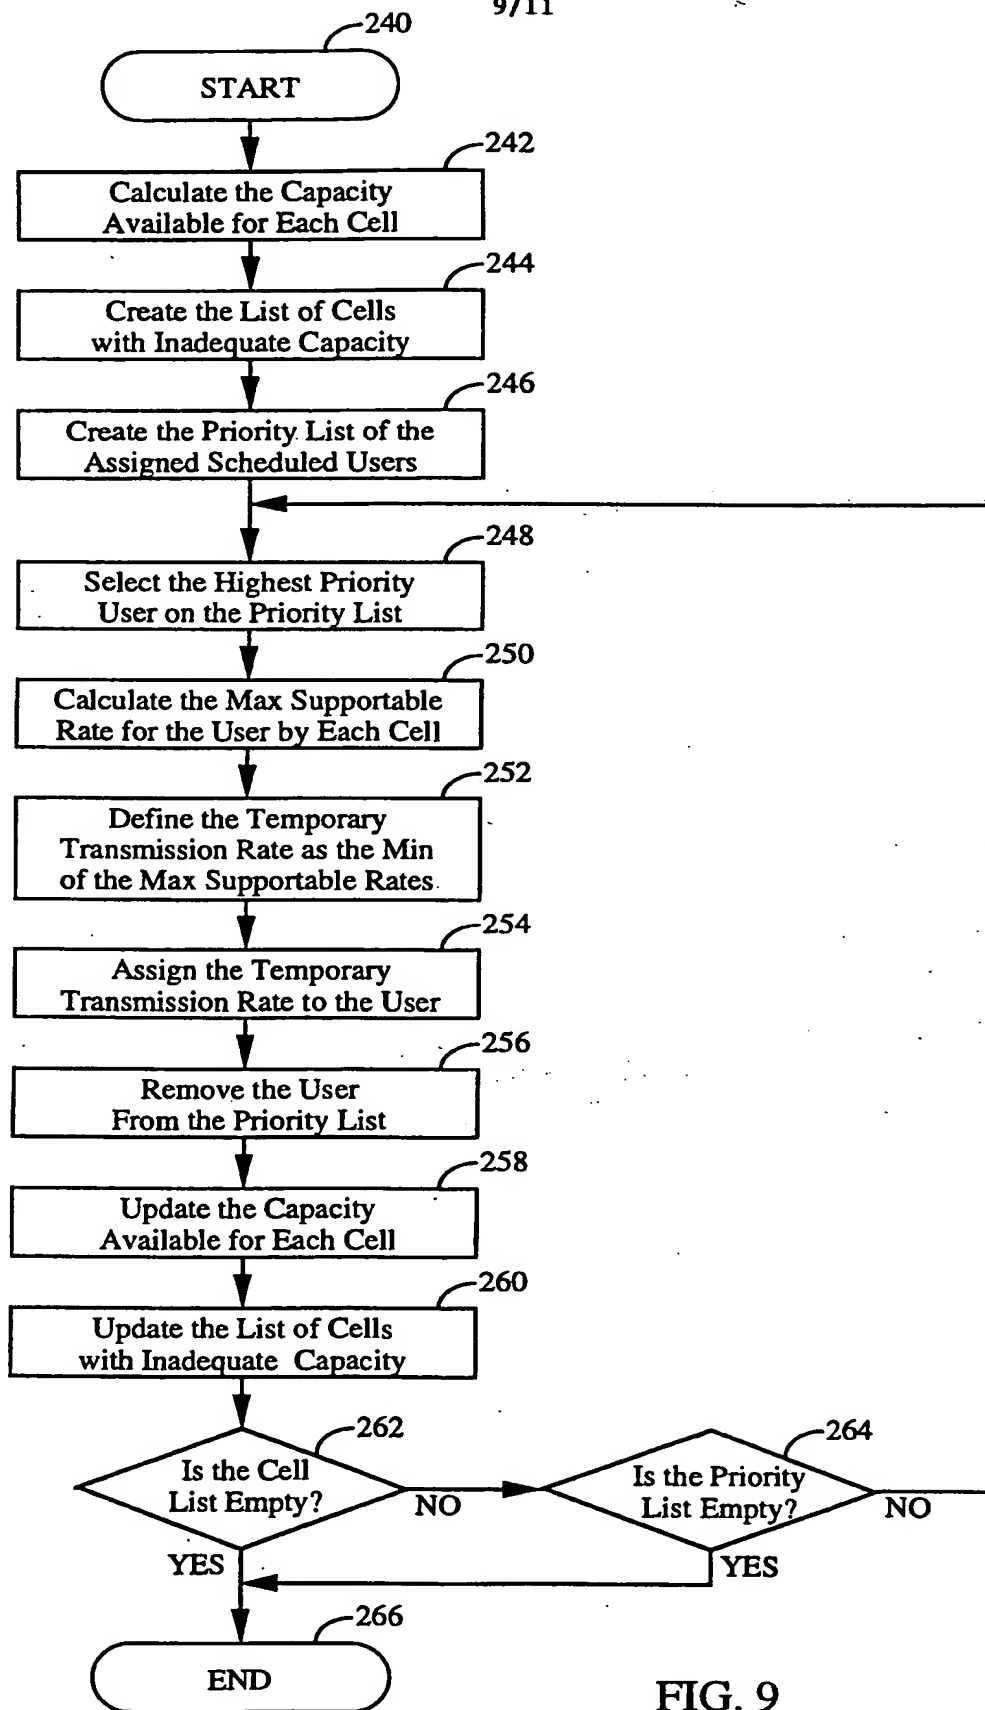 9/11
240
START
242
Calculate the Capacity
Available for Each Cell
244
Create the List of Cells
with Inadequate Capacity
246
Create the Priority List of the
Assigned Scheduled Users
248
Select the Highest Priority
User on the Priority List
250
Calculate the Max Supportable
Rate for the User by Each Cell
252
Define the Temporary
Transmission Rate as the Min
of the Max Supportable Rates
254
Assign the Temporary
Transmission Rate to the User
256
Remove the User
From the Priority List
258
Update the Capacity
Available for Each Cell
260
Update the List of Cells
with Inadequate Capacity
262
Is the Cell
List Empty?
NO
264
Is the Priority
List Empty?
NO
YES
YES
266
END
FIG. 9